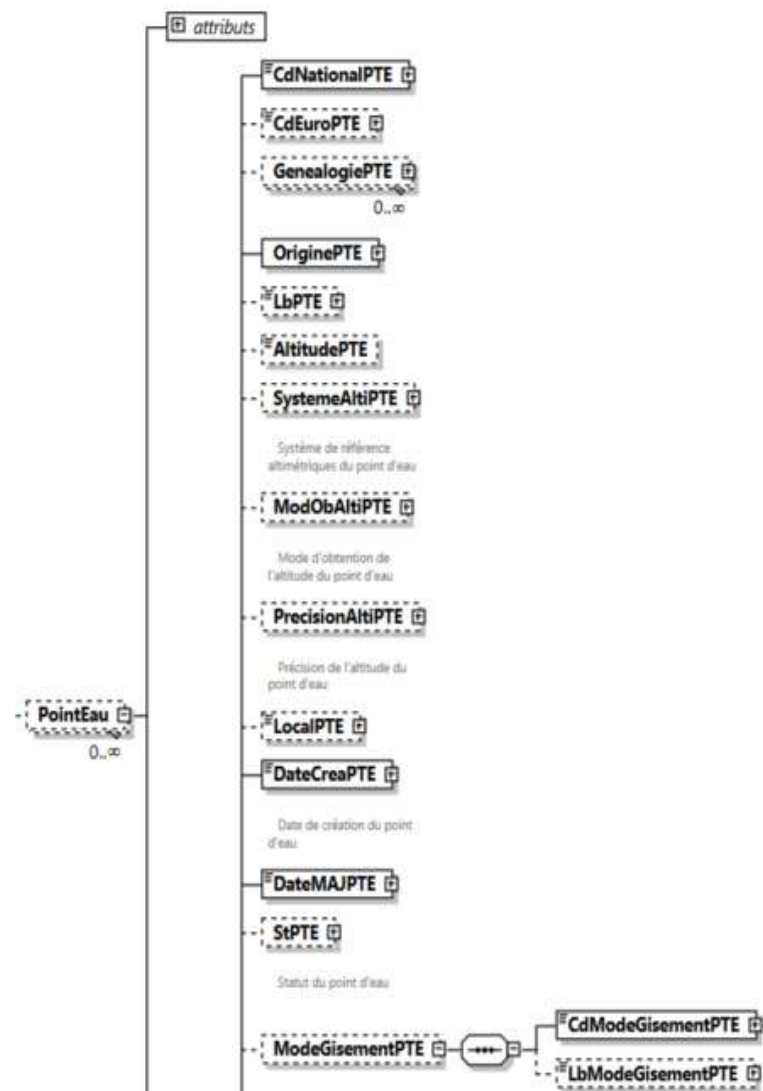 attributs
CdNationalPTE
CdEuroPTE
GenealogiePTE
0..∞
OriginePTE
LbPTE
AltitudePTE
SystemeAltiPTE
Système de référence
altimétriques du point d'eau
ModObAltiPTE
Mode d'obtention de
l'altitude du point d'eau
PrecisionAltiPTE
Précision de l'altitude du
point d'eau
PointEau
0..∞
LocalPTE
DateCreaPTE
Date de création du point
d'eau
DateMAJPTE
StPTE
Statut du point d'eau
ModeGisementPTE
CdModeGisementPTE
LbModeGisementPTE